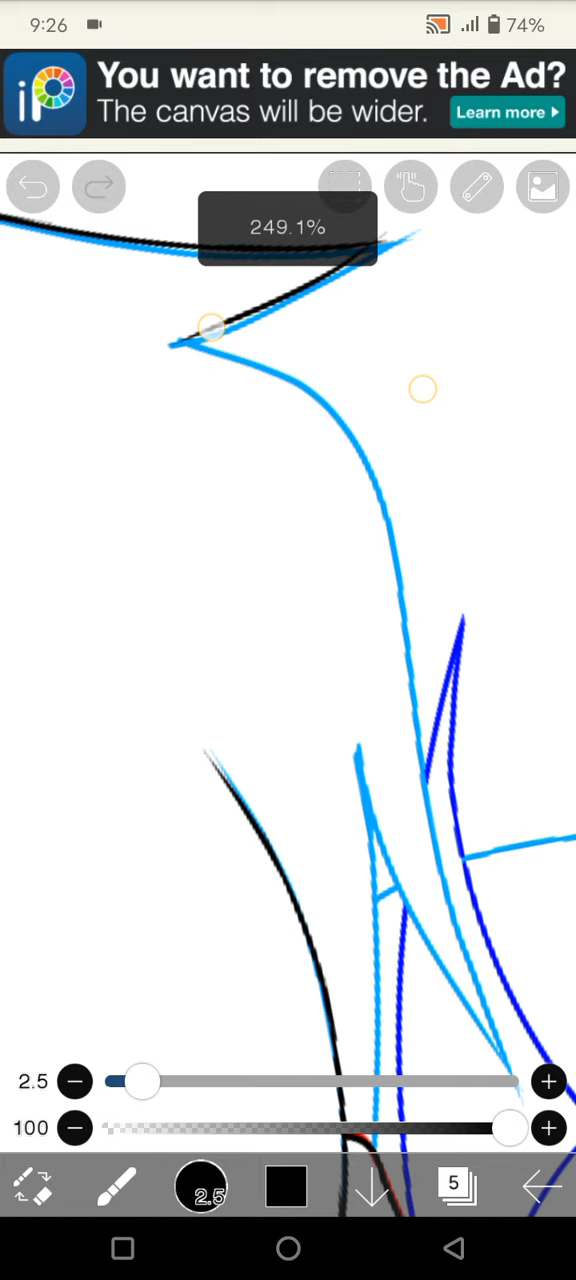 9:26
74%
iP
You want to remove the Ad?
The canvas will be wider.
Learn more
249.1%
2.5
100
2.5
5